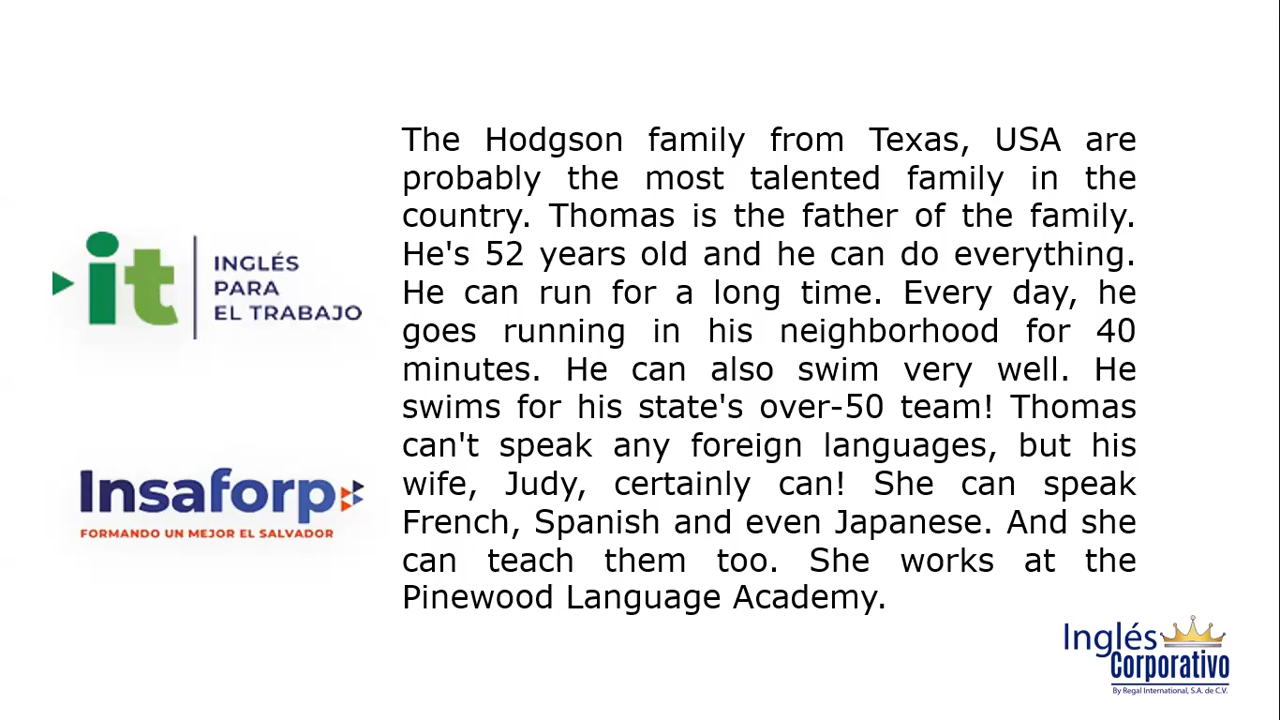 The Hodgson family from Texas, USA are
probably the most talented family in the
country. Thomas is the father of the family.
He's 52 years old and he can do everything.
He can run for a long time. Every day, he
goes running in his neighborhood for 40
minutes. He can also swim very well. He
swims for his state's over-50 team! Thomas
can't speak any foreign languages, but his
wife, Judy, certainly can! She can speak
French, Spanish and even Japanese. And she
can teach them too. She works at the
Pinewood Language Academy.
it
INGLÉS
PARA
EL TRABAJO
Insaforp
FORMANDO UN MEJOR EL SALVADOR
Inglés
Corporativo
By Regal International, S.A. de C.V.